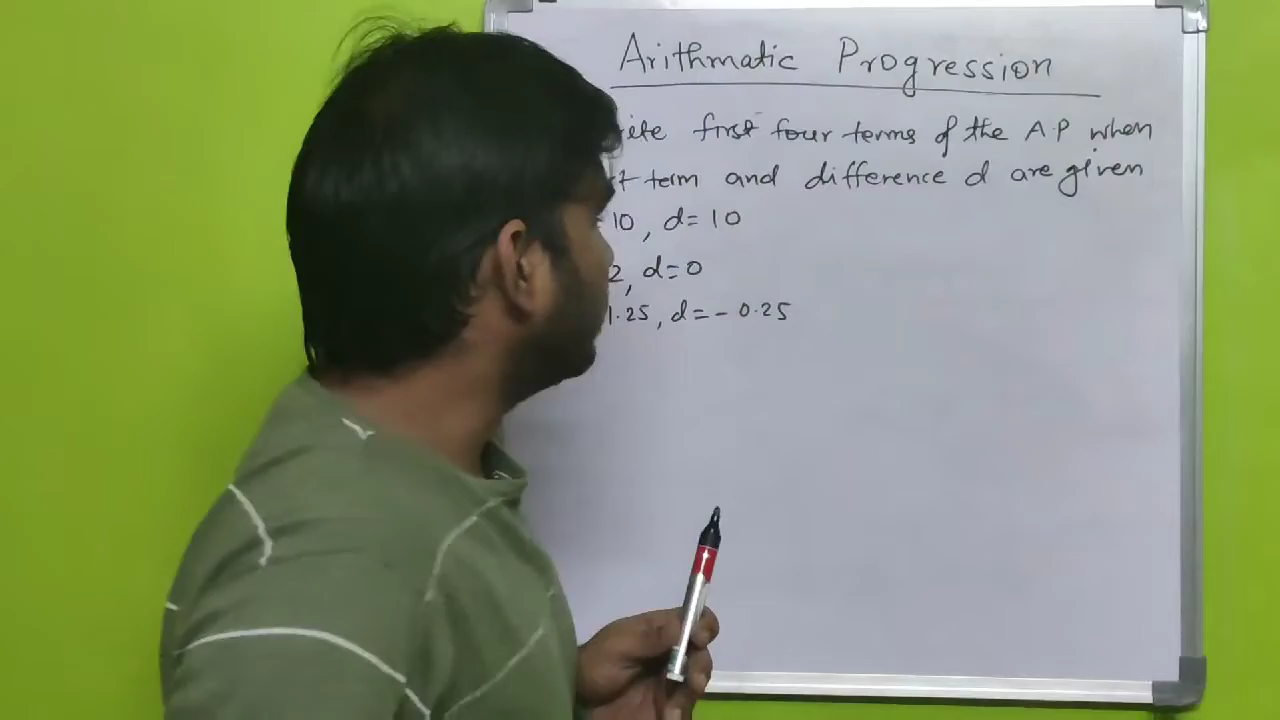 Arithmatic Progression
first four terms of the A.P when
term and difference d are given
10, d=10
2, d=0
1.25, d=-0.25